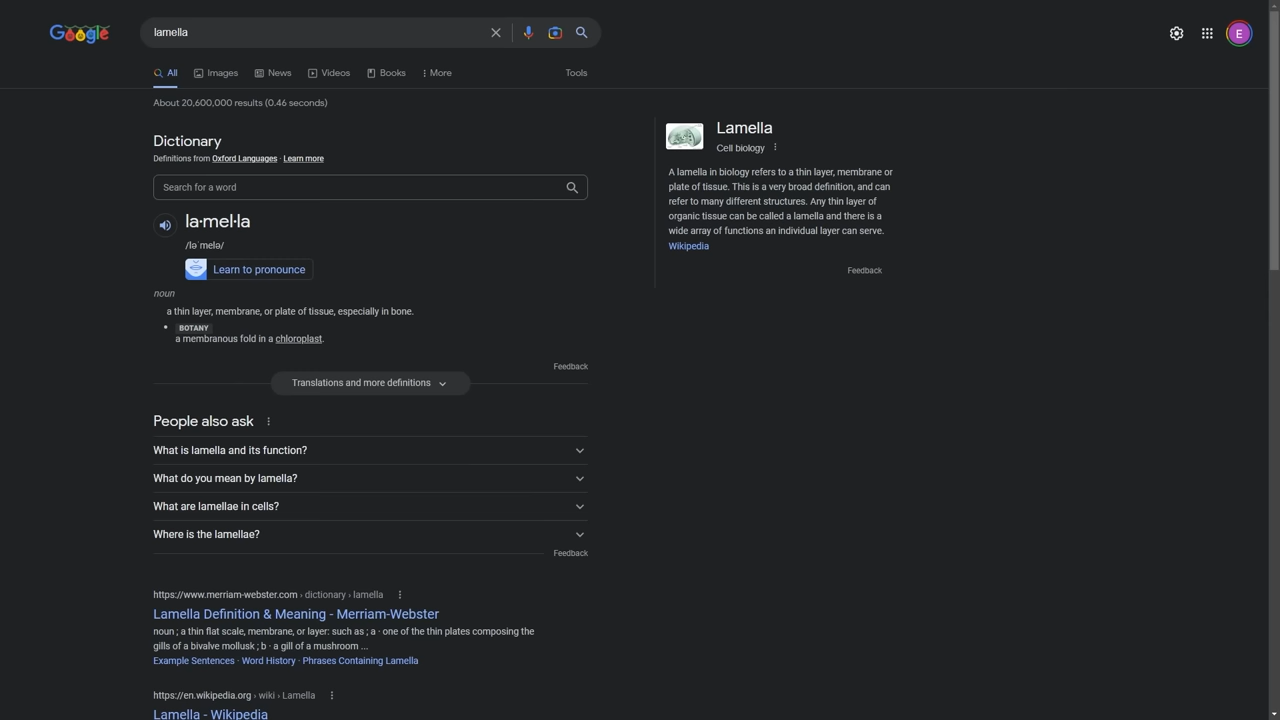 Google
lamella
E
All
Images
News
Videos
Books
More
Tools
About 20,600,000 results (0.46 seconds)
Dictionary
Definitions from Oxford Languages · Learn more
Search for a word
la·mel·la
/ləˈmelə/
Learn to pronounce
noun
a thin layer, membrane, or plate of tissue, especially in bone.
BOTANY
a membranous fold in a chloroplast.
Feedback
Translations and more definitions
People also ask
What is lamella and its function?
What do you mean by lamella?
What are lamellae in cells?
Where is the lamellae?
Feedback
https://www.merriam-webster.com › dictionary › lamella
Lamella Definition & Meaning - Merriam-Webster
noun ; a thin flat scale, membrane, or layer: such as ; a · one of the thin plates composing the
gills of a bivalve mollusk ; b · a gill of a mushroom ...
Example Sentences · Word History · Phrases Containing Lamella
https://en.wikipedia.org › wiki › Lamella
Lamella - Wikipedia
Lamella
Cell biology
A lamella in biology refers to a thin layer, membrane or
plate of tissue. This is a very broad definition, and can
refer to many different structures. Any thin layer of
organic tissue can be called a lamella and there is a
wide array of functions an individual layer can serve.
Wikipedia
Feedback